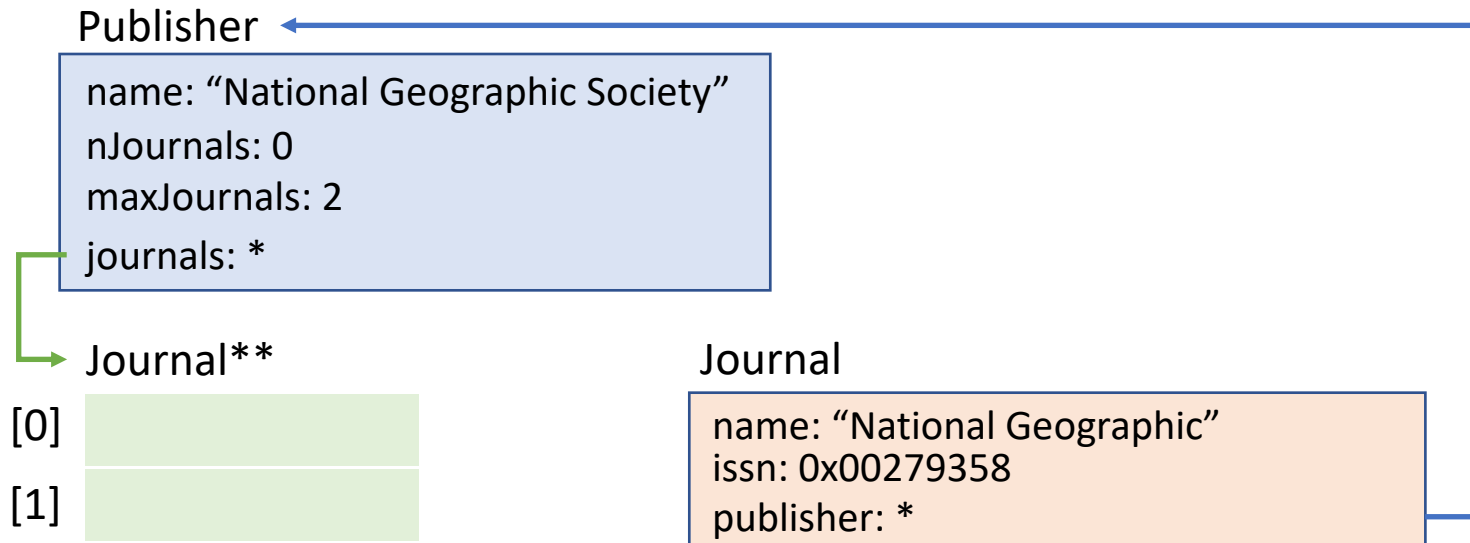 Publisher
name: “National Geographic Society”
nJournals: 0
maxJournals: 2
journals: *
Journal**
[0]
[1]
Journal
name: “National Geographic”
issn: 0x00279358
publisher: *